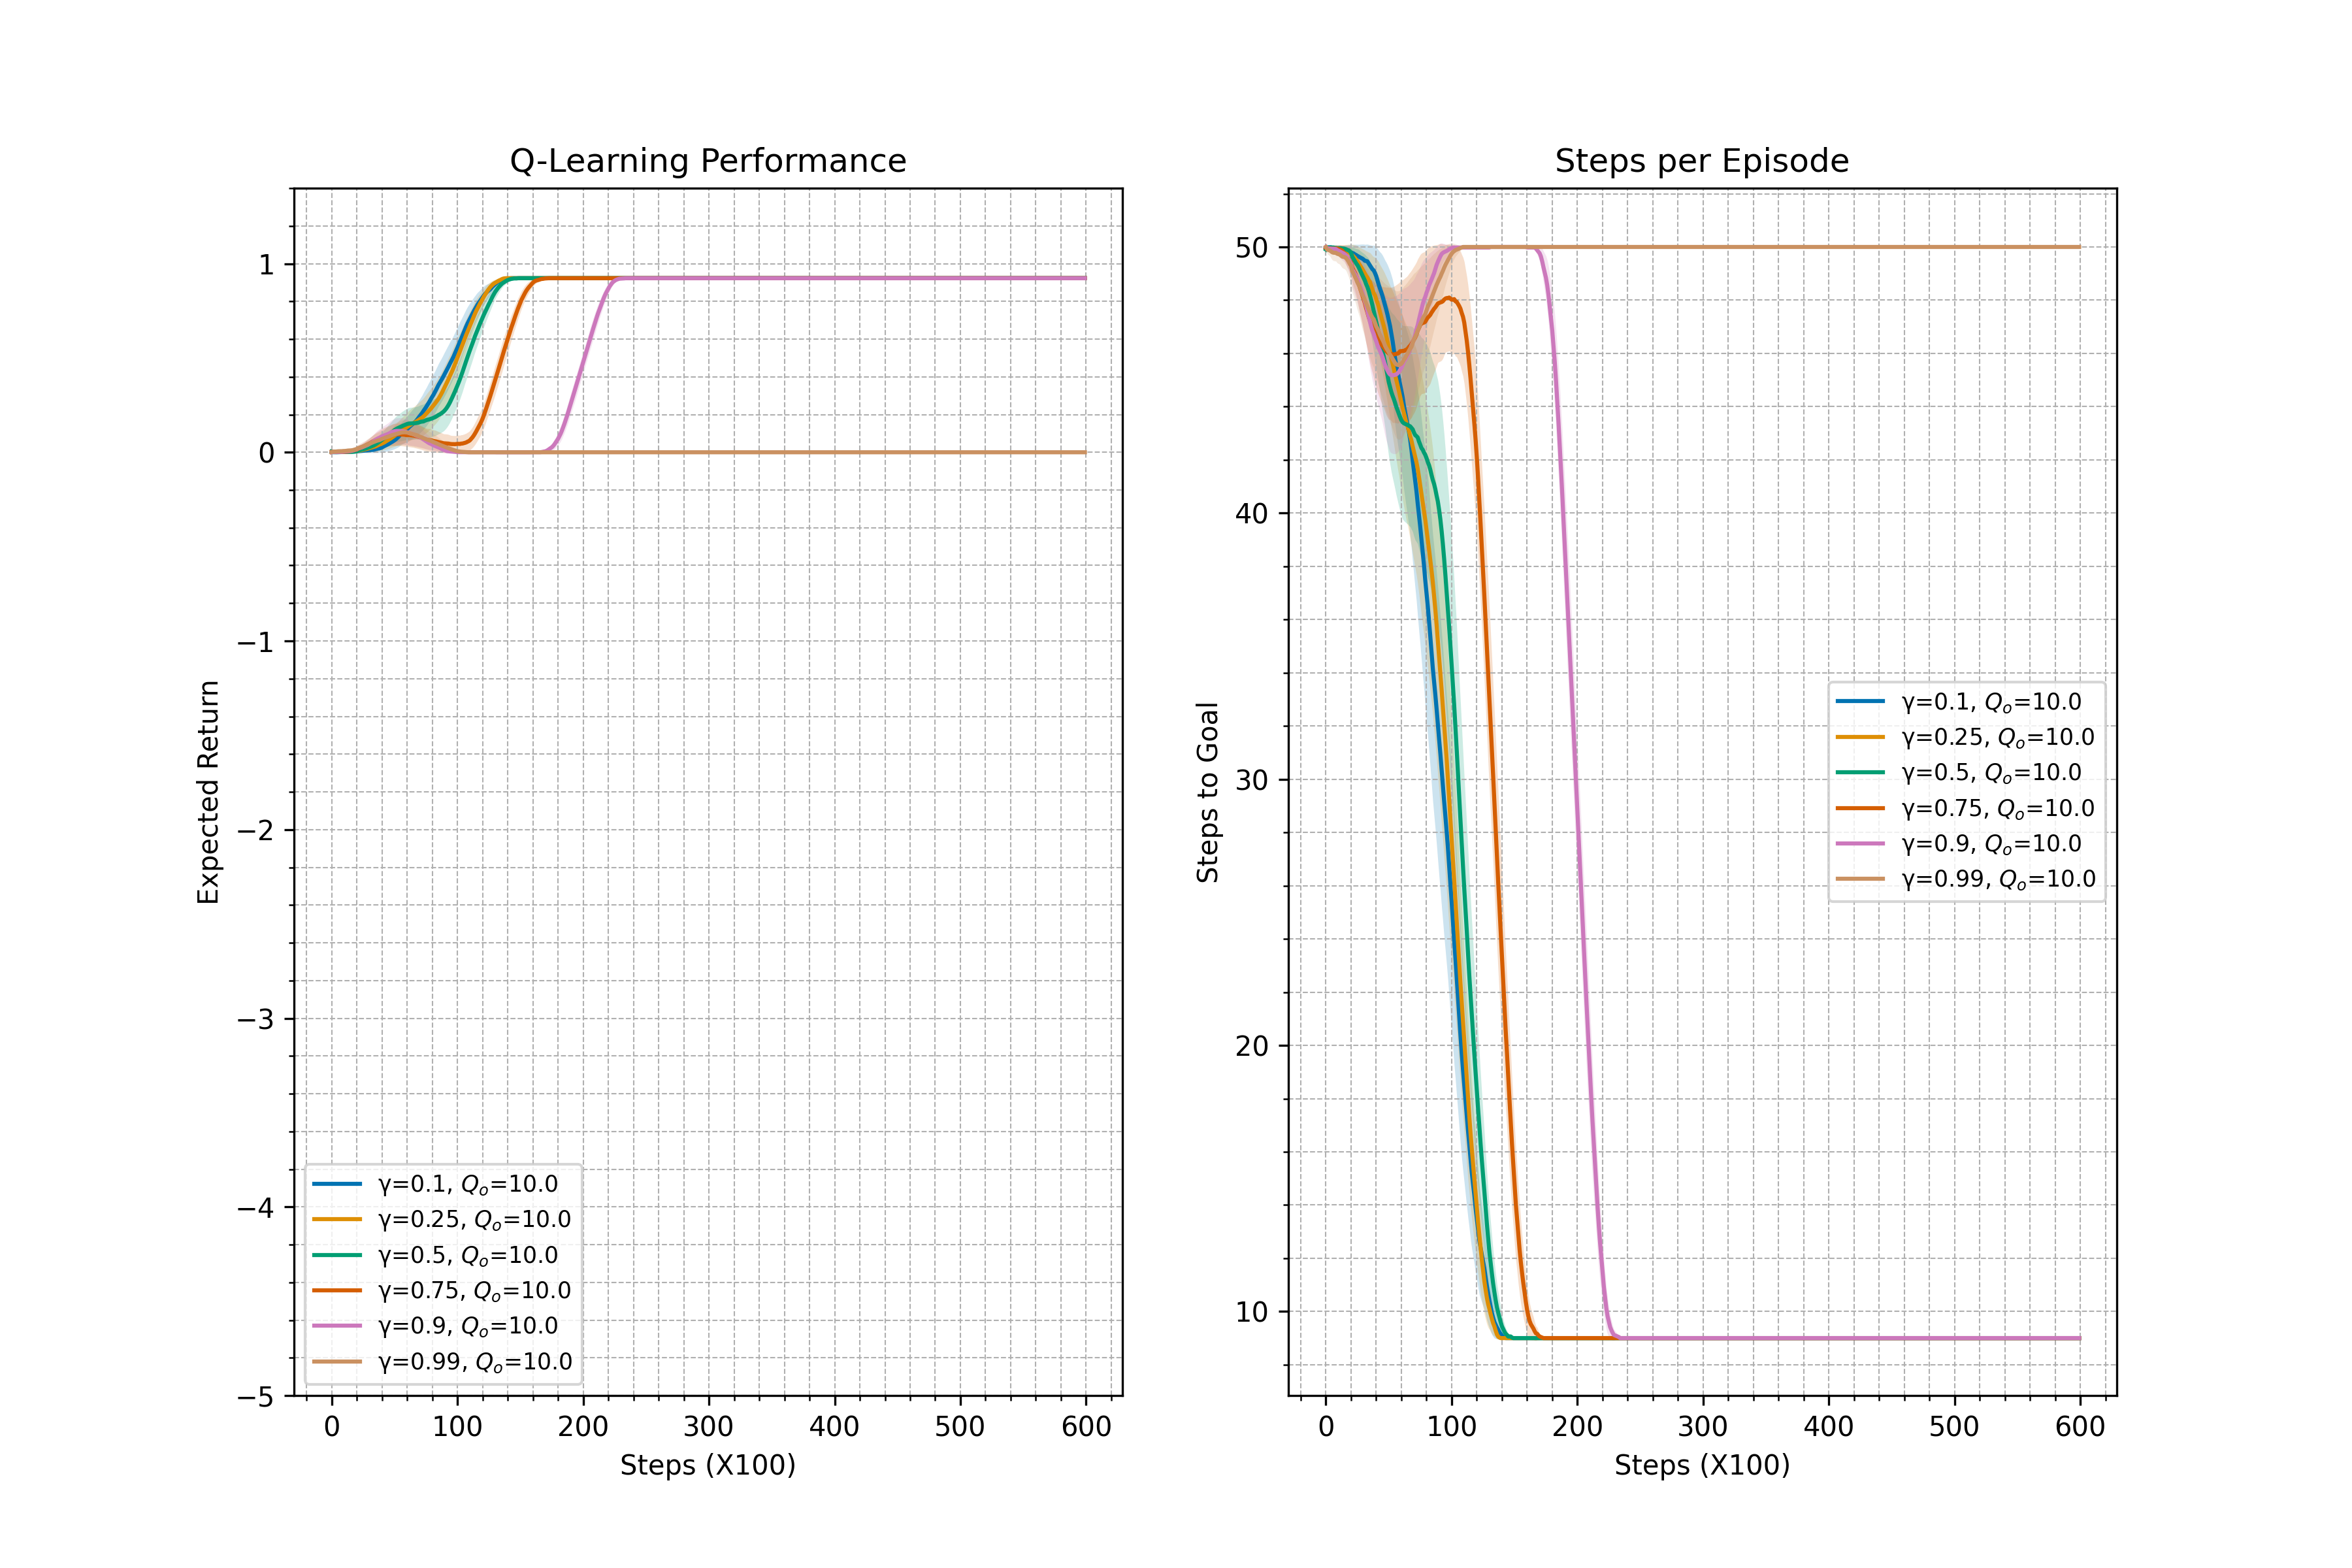 Q-Learning Performance
Expected Return
1
0
−1
−2
−3
−4
−5
γ=0.1, Qₒ=10.0
γ=0.25, Qₒ=10.0
γ=0.5, Qₒ=10.0
γ=0.75, Qₒ=10.0
γ=0.9, Qₒ=10.0
γ=0.99, Qₒ=10.0
0 100 200 300 400 500 600
Steps (X100)
Steps per Episode
Steps to Goal
50
40
30
20
10
γ=0.1, Qₒ=10.0
γ=0.25, Qₒ=10.0
γ=0.5, Qₒ=10.0
γ=0.75, Qₒ=10.0
γ=0.9, Qₒ=10.0
γ=0.99, Qₒ=10.0
0 100 200 300 400 500 600
Steps (X100)